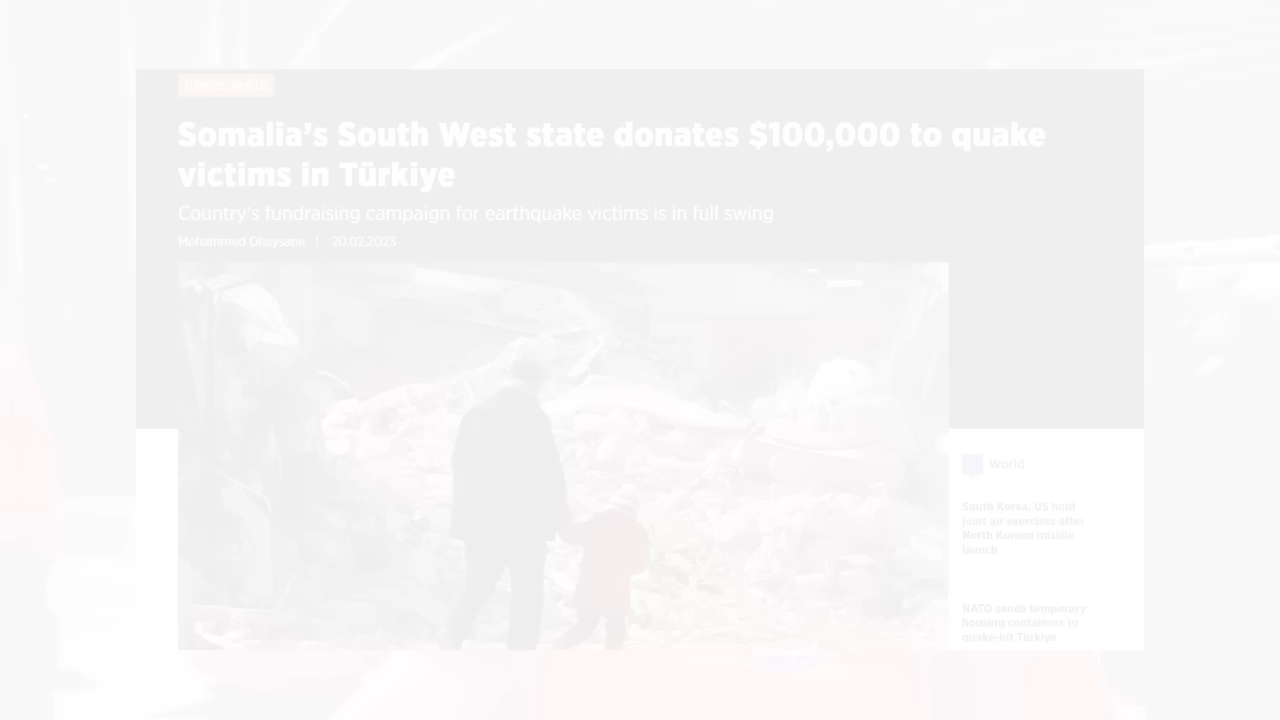 Somalia’s South West state donates $100,000 to quake
victims in Türkiye
Country's fundraising campaign for earthquake victims is in full swing
Mohammed Dhaysane | 20.02.2023
World
South Korea, US hold
joint air exercises after
North Korean missile
launch
NATO sends temporary
housing containers to
quake-hit Türkiye